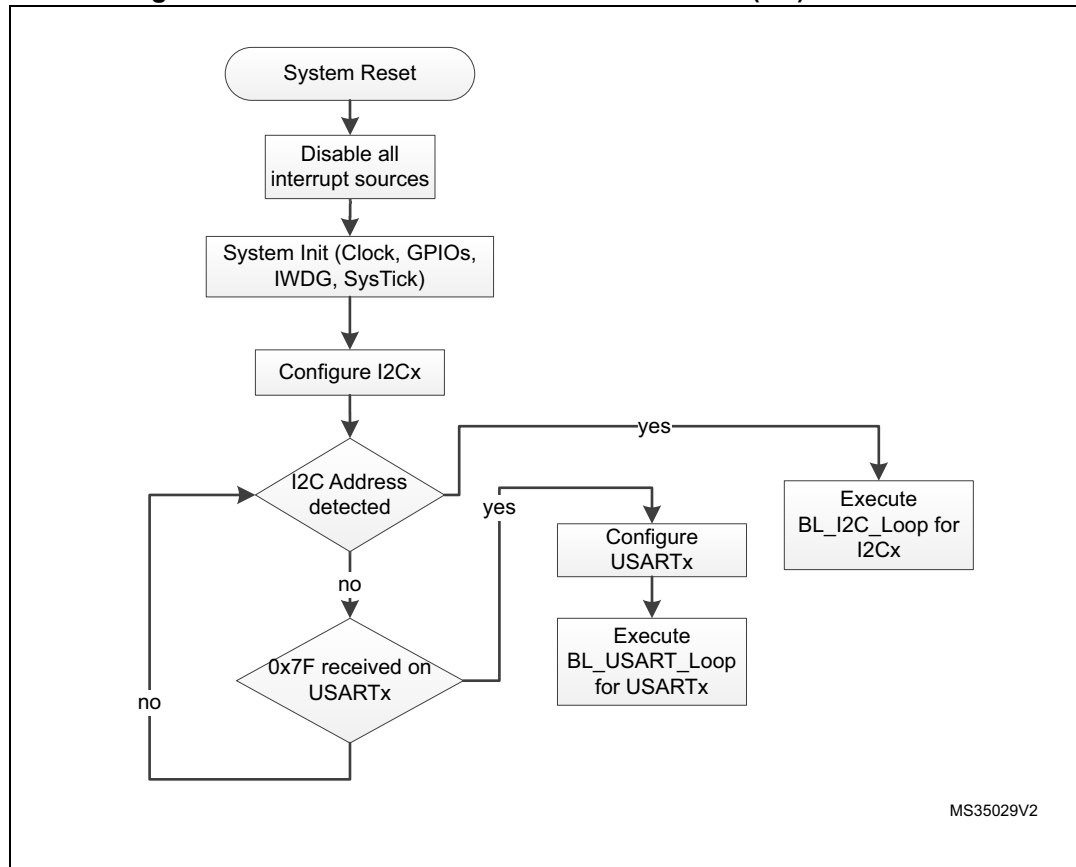 System Reset
Disable all
interrupt sources
System Init (Clock, GPIOs,
IWDG, SysTick)
Configure I2Cx
I2C Address
detected
yes
Execute
BL_I2C_Loop for
I2Cx
no
yes
Configure
USARTx
0x7F received on
USARTx
Execute
BL_USART_Loop
for USARTx
no
MS35029V2